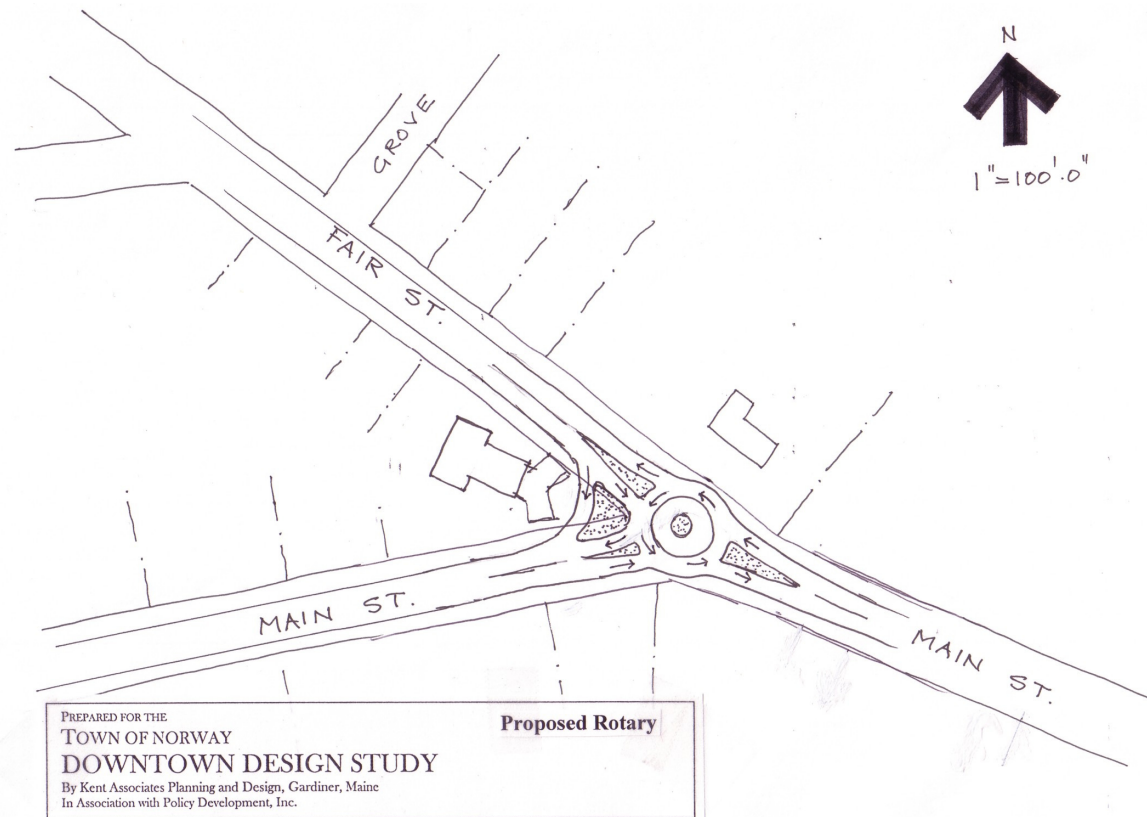 N
1"=100'.0"
GROVE
FAIR ST.
MAIN ST.
MAIN ST.
PREPARED FOR THE
TOWN OF NORWAY
DOWNTOWN DESIGN STUDY
By Kent Associates Planning and Design, Gardiner, Maine
In Association with Policy Development, Inc.
Proposed Rotary